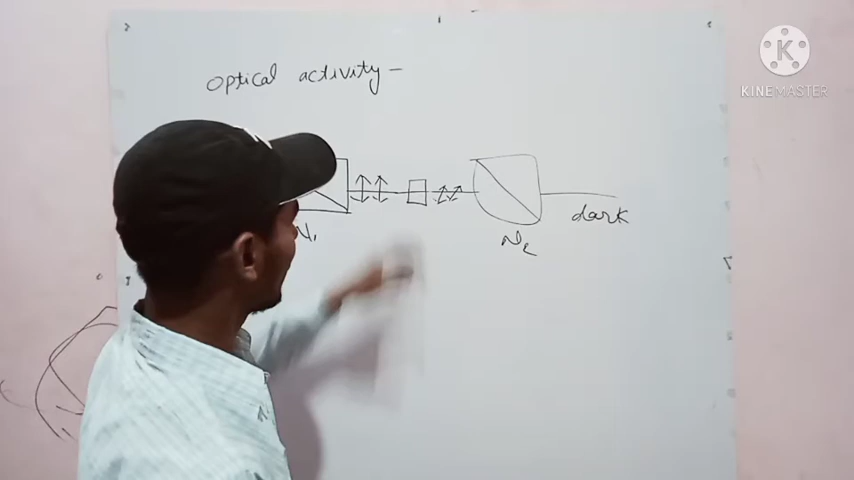 Optical activity -
N₁
N₂
dark
K
KINEMASTER